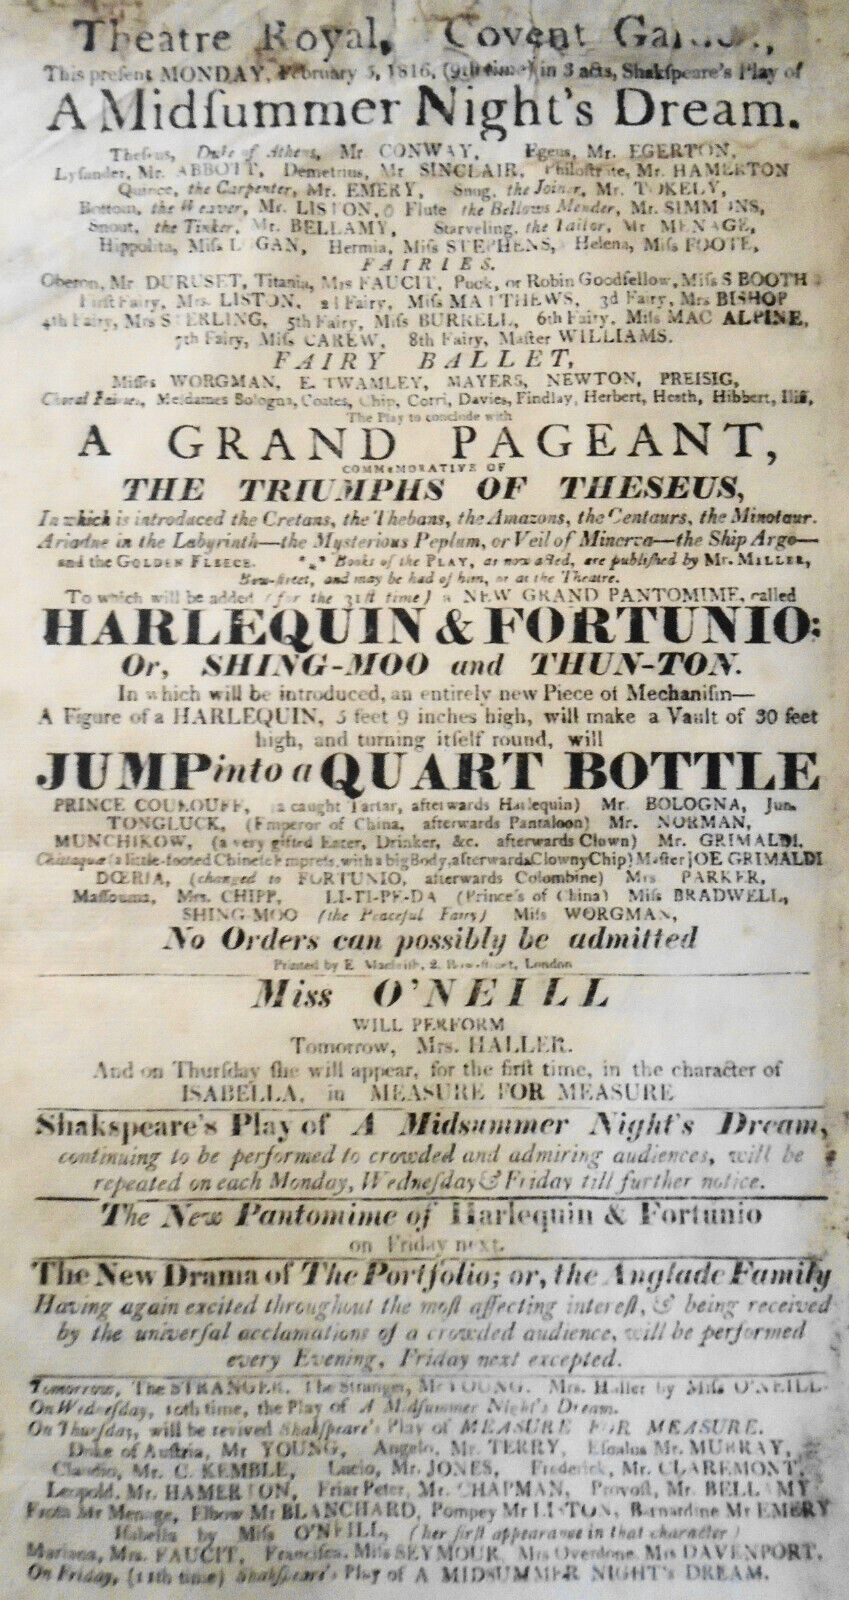 Theatre Royal, Covent Garden,
This present MONDAY, February 5, 1816, (9th time) in 3 acts, Shakſpeare's Play of
A Midſummer Night's Dream.
Theſeus, Duke of Athens, Mr CONWAY, Egeus, Mr. EGERTON,
Lyſander, Mr. ABBOTT, Demetrius, Mr SINCLAIR, Philoſtrate, Mr. HAMERTON
Quince, the Carpenter, Mr. EMERY, Snug, the Joiner, Mr. TOKELY,
Bottom, the Weaver, Mr. LISTON, Flute the Bellows Mender, Mr. SIMMONS,
Snout, the Tinker, Mr. BELLAMY, Starveling, the Tailor, Mr MENAGE,
Hippolita, Miſs LOGAN, Hermia, Miſs STEPHENS, Helena, Miſs FOOTE,
FAIRIES.
Oberon, Mr DURUSET, Titania, Mrs FAUCIT, Puck, or Robin Goodfellow, Miſs S BOOTH
Firſt Fairy, Mrs. LISTON, 2d Fairy, Miſs MATTHEWS, 3d Fairy, Mrs BISHOP
4th Fairy, Mrs STERLING, 5th Fairy, Miſs BURRELL, 6th Fairy, Miſs MAC ALPINE,
7th Fairy, Miſs CAREW, 8th Fairy, Maſter WILLIAMS.
FAIRY BALLET,
Miſſes WORGMAN, E. TWAMLEY, MAYERS, NEWTON, PREISIG,
Choral Fairies, Meſdames Bologna, Coates, Chip, Corri, Davies, Findlay, Herbert, Heath, Hibbert, Iliff,
The Play to conclude with
A GRAND PAGEANT,
COMMEMORATIVE OF
THE TRIUMPHS OF THESEUS,
In which is introduced the Cretans, the Thebans, the Amazons, the Centaurs, the Minotaur.
Ariadne in the Labyrinth—the Mysterious Peplum, or Veil of Minerva—the Ship Argo—
and the GOLDEN FLEECE. *⁎* Books of the PLAY, as now acted, are publiſhed by Mr. MILLER,
Bow-ſtreet, and may be had of him, or at the Theatre.
To which will be added (for the 31ſt time) a NEW GRAND PANTOMIME, called
HARLEQUIN & FORTUNIO:
Or, SHING-MOO and THUN-TON.
In which will be introduced, an entirely new Piece of Mechaniſm—
A Figure of a HARLEQUIN, 5 feet 9 inches high, will make a Vault of 30 feet
high, and turning itſelf round, will
JUMP into a QUART BOTTLE
PRINCE COUKOUFF, (a caught Tartar, afterwards Harlequin) Mr. BOLOGNA, Jun.
TONGLUCK, (Emperor of China, afterwards Pantaloon) Mr. NORMAN,
MUNCHIKOW, (a very gifted Eater, Drinker, &c. afterwards Clown) Mr. GRIMALDI,
(a little-footed Chineſe Empreſs, with a big Body, afterwards Clowny Chip) Maſter JOE GRIMALDI
DŒRIA, (changed to FORTUNIO, afterwards Colombine) Mrs PARKER,
Maſſouma, Mrs. CHIPP, LI-TI-PE-DA (Prince's of China) Miſs BRADWELL,
SHING-MOO (the Peaceful Fairy) Miſs WORGMAN,
No Orders can possibly be admitted
Printed by E. Macleiſh, 2, Bow-ſtreet, London
Miss O'NEILL
WILL PERFORM
Tomorrow, Mrs. HALLER.
And on Thurſday ſhe will appear, for the firſt time, in the character of
ISABELLA, in MEASURE FOR MEASURE
Shakspeare's Play of A Midsummer Night's Dream,
continuing to be performed to crowded and admiring audiences, will be
repeated on each Monday, Wedneſday & Friday till further notice.
The New Pantomime of Harlequin & Fortunio
on Friday next.
The New Drama of The Portfolio; or, the Anglade Family
Having again excited throughout the moſt affecting intereſt, & being received
by the univerſal acclamations of a crowded audience, will be performed
every Evening, Friday next excepted.
Tomorrow, The STRANGER. The Stranger, Mr YOUNG. Mrs. Haller by Miſs O'NEILL
On Wedneſday, 10th time, the Play of A Midſummer Night's Dream.
On Thurſday, will be revived Shakſpeare's Play of MEASURE FOR MEASURE.
Duke of Auſtria, Mr YOUNG, Angelo, Mr. TERRY, Eſcalus Mr. MURRAY,
Claudio, Mr. C. KEMBLE, Lucio, Mr. JONES, Frederick, Mr. CLAREMONT,
Leopold, Mr. HAMERTON, Friar Peter, Mr. CHAPMAN, Provoſt, Mr. BELLAMY
Froth Mr Menage, Elbow Mr BLANCHARD, Pompey Mr LISTON, Barnardine Mr EMERY
Iſabella by Miſs O'NEILL, (her firſt appearance in that character)
Mariana, Mrs. FAUCIT, Franciſca, Miſs SEYMOUR, Mrs Overdone, Mrs DAVENPORT.
On Friday, (11th time) Shakſpeare's Play of A MIDSUMMER NIGHT'S DREAM.